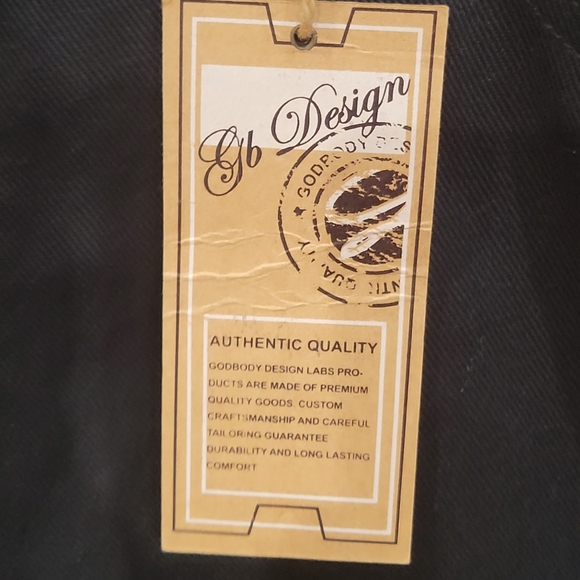 Gb Design
GODBODY DES
NTIC QUALITY
AUTHENTIC QUALITY
GODBODY DESIGN LABS PRO-
DUCTS ARE MADE OF PREMIUM
QUALITY GOODS. CUSTOM
CRAFTSMANSHIP AND CAREFUL
TAILORING GUARANTEE
DURABILITY AND LONG LASTING
COMFORT